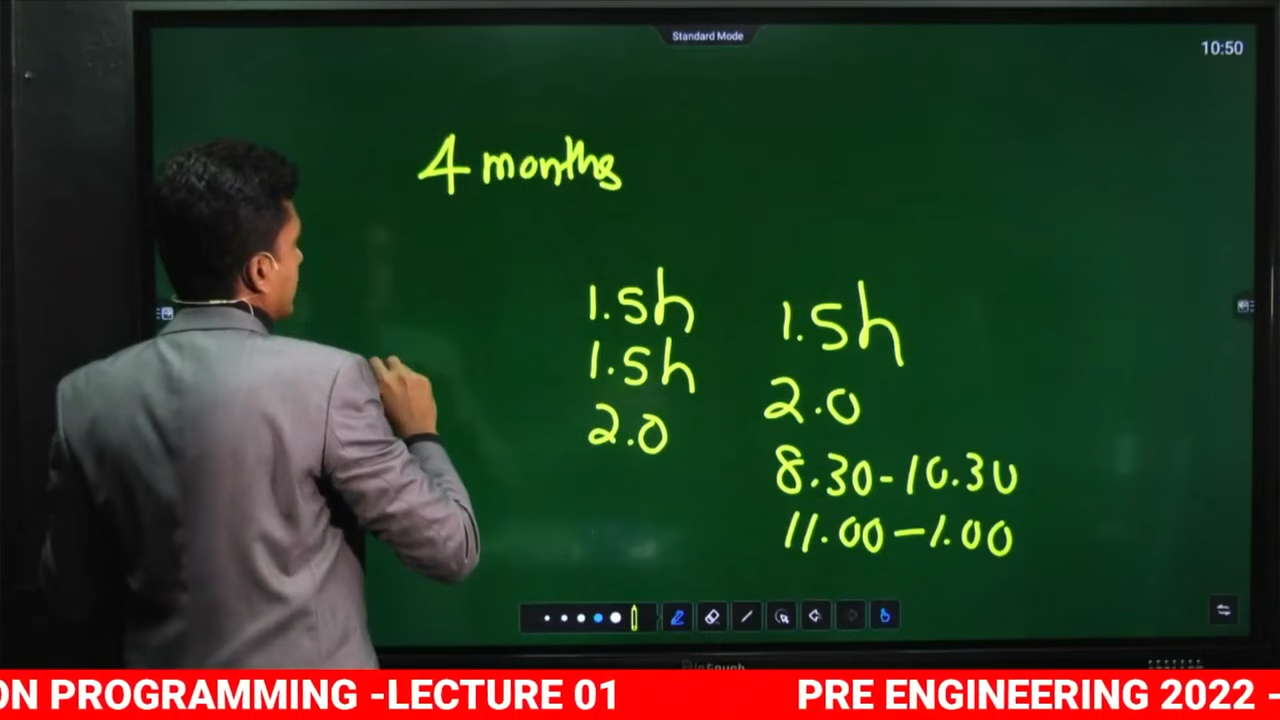 Standard Mode
10:50
4 months
1.5h
1.5h
2.0
1.5h
2.0
8.30-10.30
11.00-1.00
ON PROGRAMMING -LECTURE 01
PRE ENGINEERING 2022 -